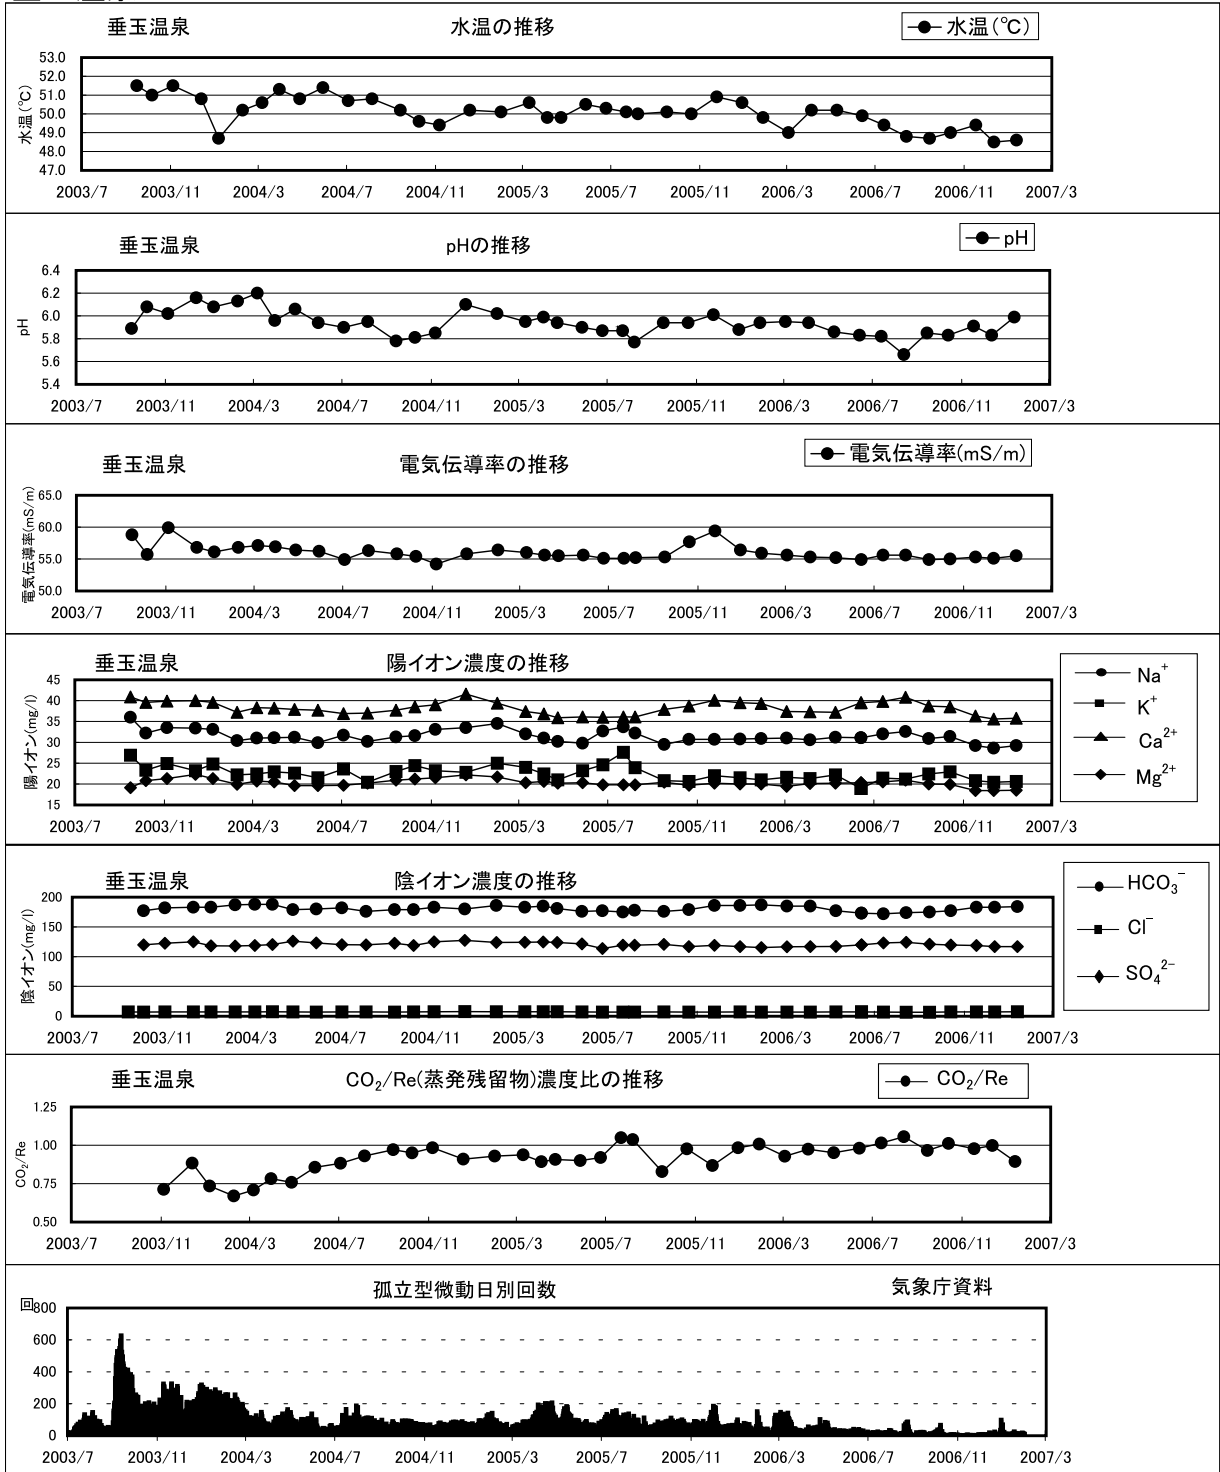 垂玉温泉 水温の推移 水温(℃)
水温(℃)
53.0
52.0
51.0
50.0
49.0
48.0
47.0
2003/7 2003/11 2004/3 2004/7 2004/11 2005/3 2005/7 2005/11 2006/3 2006/7 2006/11 2007/3
垂玉温泉 pHの推移 pH
pH
6.4
6.2
6.0
5.8
5.6
5.4
2003/7 2003/11 2004/3 2004/7 2004/11 2005/3 2005/7 2005/11 2006/3 2006/7 2006/11 2007/3
垂玉温泉 電気伝導率の推移 電気伝導率(mS/m)
電気伝導率(mS/m)
65.0
60.0
55.0
50.0
2003/7 2003/11 2004/3 2004/7 2004/11 2005/3 2005/7 2005/11 2006/3 2006/7 2006/11 2007/3
垂玉温泉 陽イオン濃度の推移
陽イオン(mg/l)
45
40
35
30
25
20
15
2003/7 2003/11 2004/3 2004/7 2004/11 2005/3 2005/7 2005/11 2006/3 2006/7 2006/11 2007/3
Na⁺
K⁺
Ca²⁺
Mg²⁺
垂玉温泉 陰イオン濃度の推移
陰イオン(mg/l)
200
150
100
50
0
2003/7 2003/11 2004/3 2004/7 2004/11 2005/3 2005/7 2005/11 2006/3 2006/7 2006/11 2007/3
HCO₃⁻
Cl⁻
SO₄²⁻
垂玉温泉 CO₂/Re(蒸発残留物)濃度比の推移 CO₂/Re
CO₂/Re
1.25
1.00
0.75
0.50
2003/7 2003/11 2004/3 2004/7 2004/11 2005/3 2005/7 2005/11 2006/3 2006/7 2006/11 2007/3
孤立型微動日別回数 気象庁資料
回
800
600
400
200
0
2003/7 2003/11 2004/3 2004/7 2004/11 2005/3 2005/7 2005/11 2006/3 2006/7 2006/11 2007/3